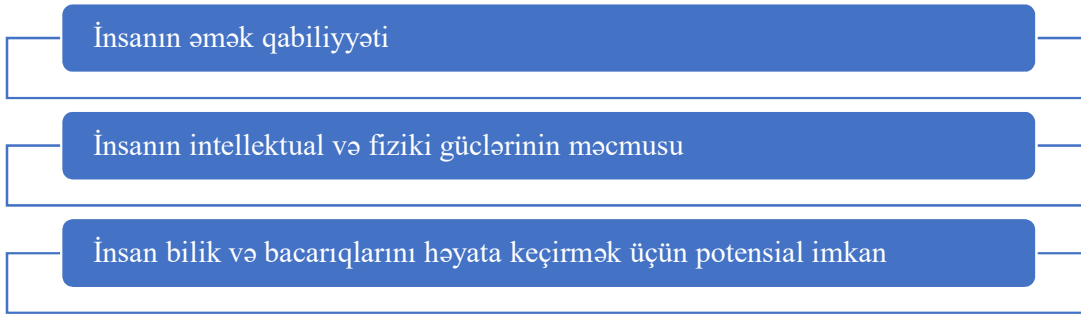 İnsanın əmək qabiliyyəti
İnsanın intellektual və fiziki güclərinin məcmusu
İnsan bilik və bacarıqlarını həyata keçirmək üçün potensial imkan